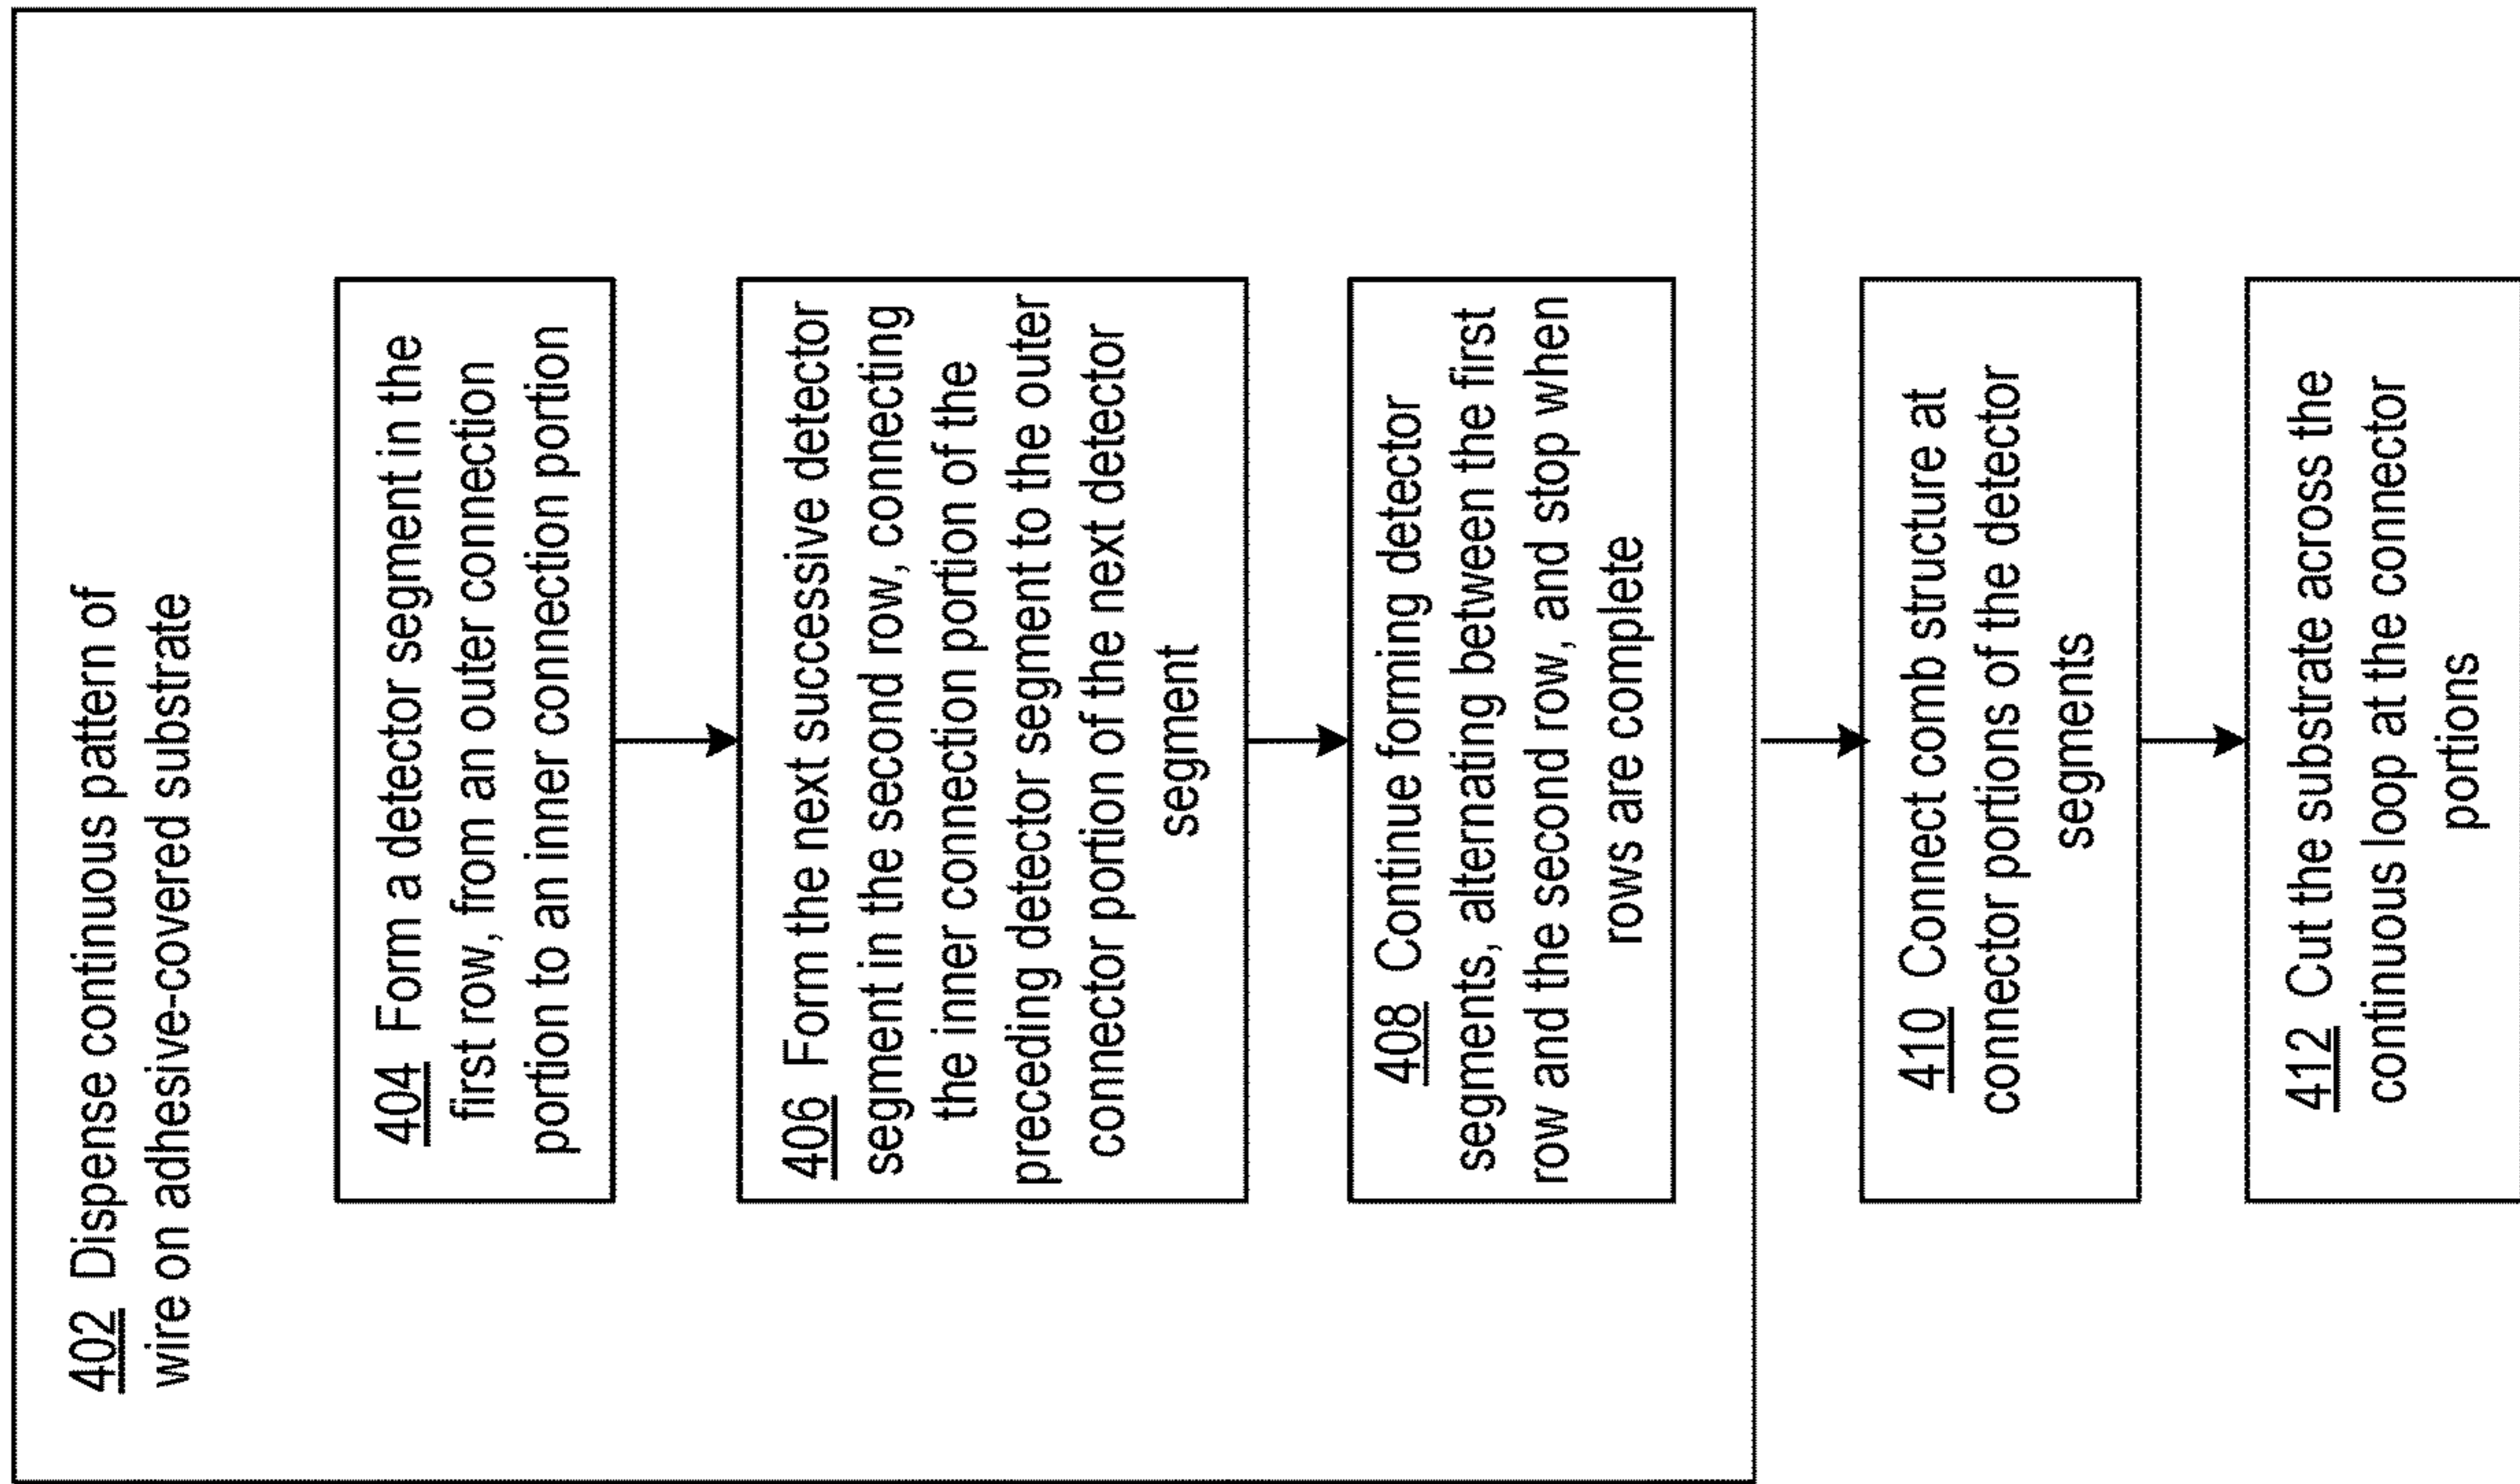 402 Dispense continuous pattern of
wire on adhesive-covered substrate
404 Form a detector segment in the
first row, from an outer connection
portion to an inner connection portion
406 Form the next successive detector
segment in the second row, connecting
the inner connection portion of the
preceding detector segment to the outer
connector portion of the next detector
segment
408 Continue forming detector
segments, alternating between the first
row and the second row, and stop when
rows are complete
410 Connect comb structure at
connector portions of the detector
segments
412 Cut the substrate across the
continuous loop at the connector
portions